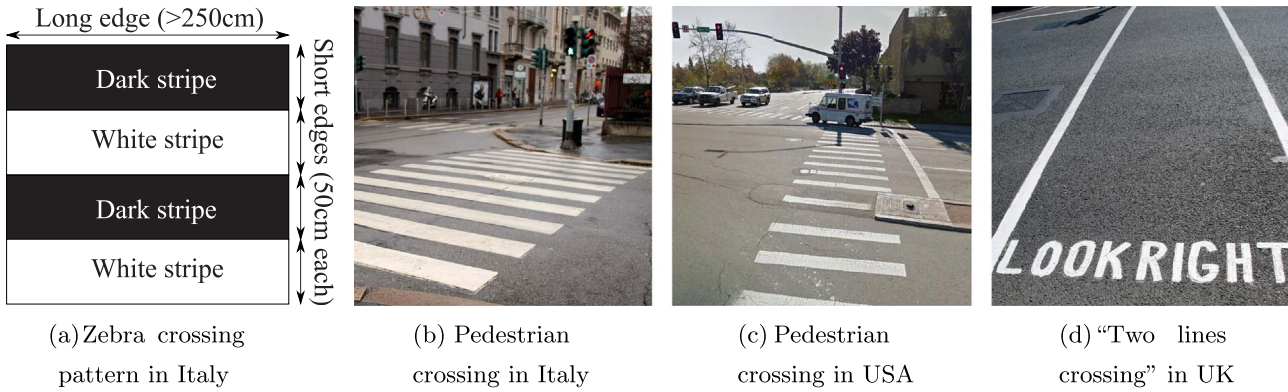 Long edge (>250cm)
Dark stripe
White stripe
Dark stripe
White stripe
Short edges (50cm each)
LOOK RIGHT
(a) Zebra crossing
pattern in Italy
(b) Pedestrian
crossing in Italy
(c) Pedestrian
crossing in USA
(d) “Two lines
crossing” in UK